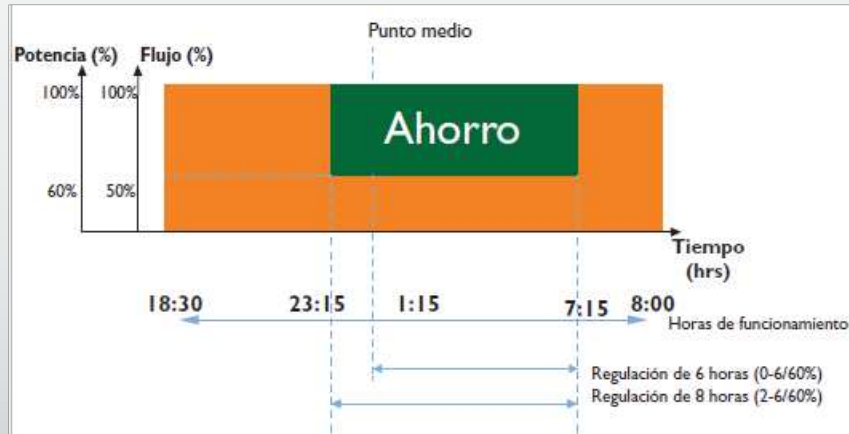 Punto medio
Potencia (%) Flujo (%)
100% 100%
Ahorro
60% 50%
Tiempo
(hrs)
18:30 23:15 1:15 7:15 8:00
Horas de funcionamiento
Regulación de 6 horas (0-6/60%)
Regulación de 8 horas (2-6/60%)